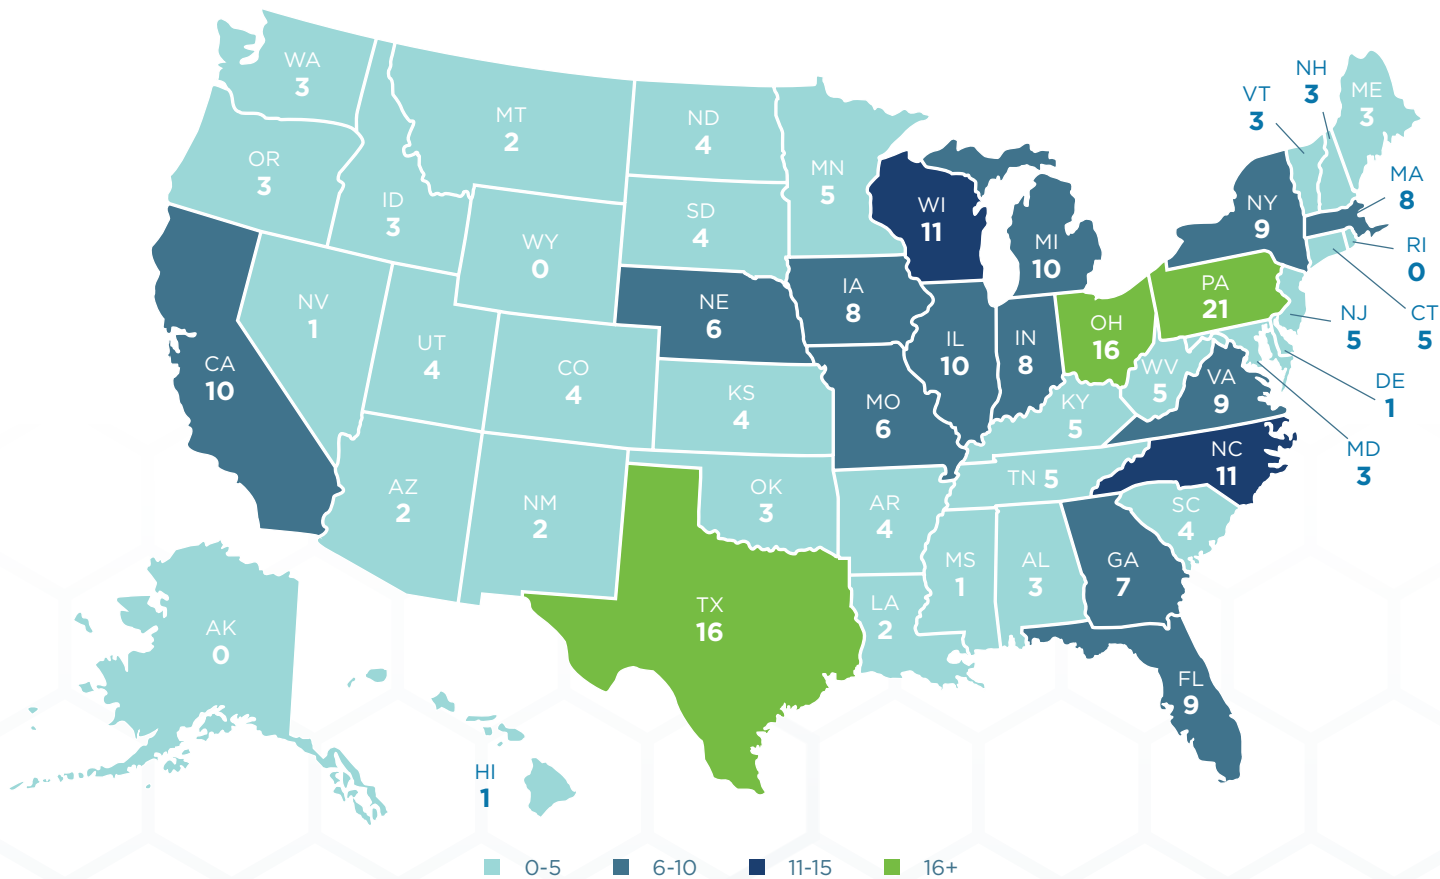 WA
3
MT
2
ND
4
MN
5
OR
3
ID
3
SD
4
WY
0
WI
11
MI
10
NY
9
VT
3
NH
3
ME
3
MA
8
RI
0
CT
5
NJ
5
DE
1
MD
3
PA
21
OH
16
IN
8
IL
10
IA
8
NE
6
NV
1
UT
4
CO
4
CA
10
KS
4
MO
6
KY
5
WV
5
VA
9
NC
11
TN 5
SC
4
AZ
2
NM
2
OK
3
AR
4
MS
1
AL
3
GA
7
LA
2
TX
16
FL
9
AK
0
HI
1
0-5
6-10
11-15
16+